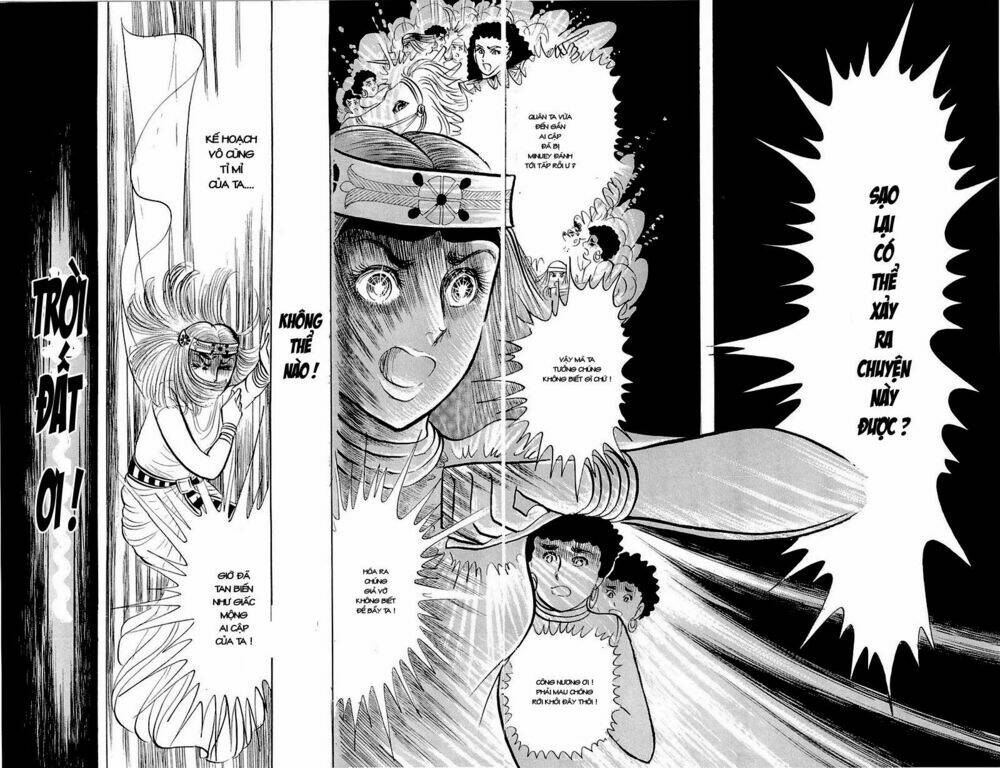 SẠO
LẠI
CÓ
THỂ
XẢY
RA
CHUYỆN
NÀY
ĐƯỢC ?
QUÂN TA VỪA
ĐẾN GẦN
AI CẬP
ĐÃ BỊ
MINUEY ĐÁNH
TỚI TẤP RỒI Ư ?
VẬY MÀ TA
TƯỞNG CHÚNG
KHÔNG BIẾT GÌ CHỨ !
CÔNG NƯƠNG ƠI !
PHẢI MAU CHÓNG
RỜI KHỎI ĐÂY THÔI !
HÓA RA
CHÚNG
GIẢ VỜ
KHÔNG BIẾT
ĐỂ BẪY TA !
KHÔNG
THỂ
NÀO !
KẾ HOẠCH
VÔ CÙNG
TỈ MỈ
CỦA TA....
GIỜ ĐÃ
TAN BIẾN
NHƯ GIẤC
MỘNG
AI CẬP
CỦA TA !
TRỜI
ĐẤT
ƠI !